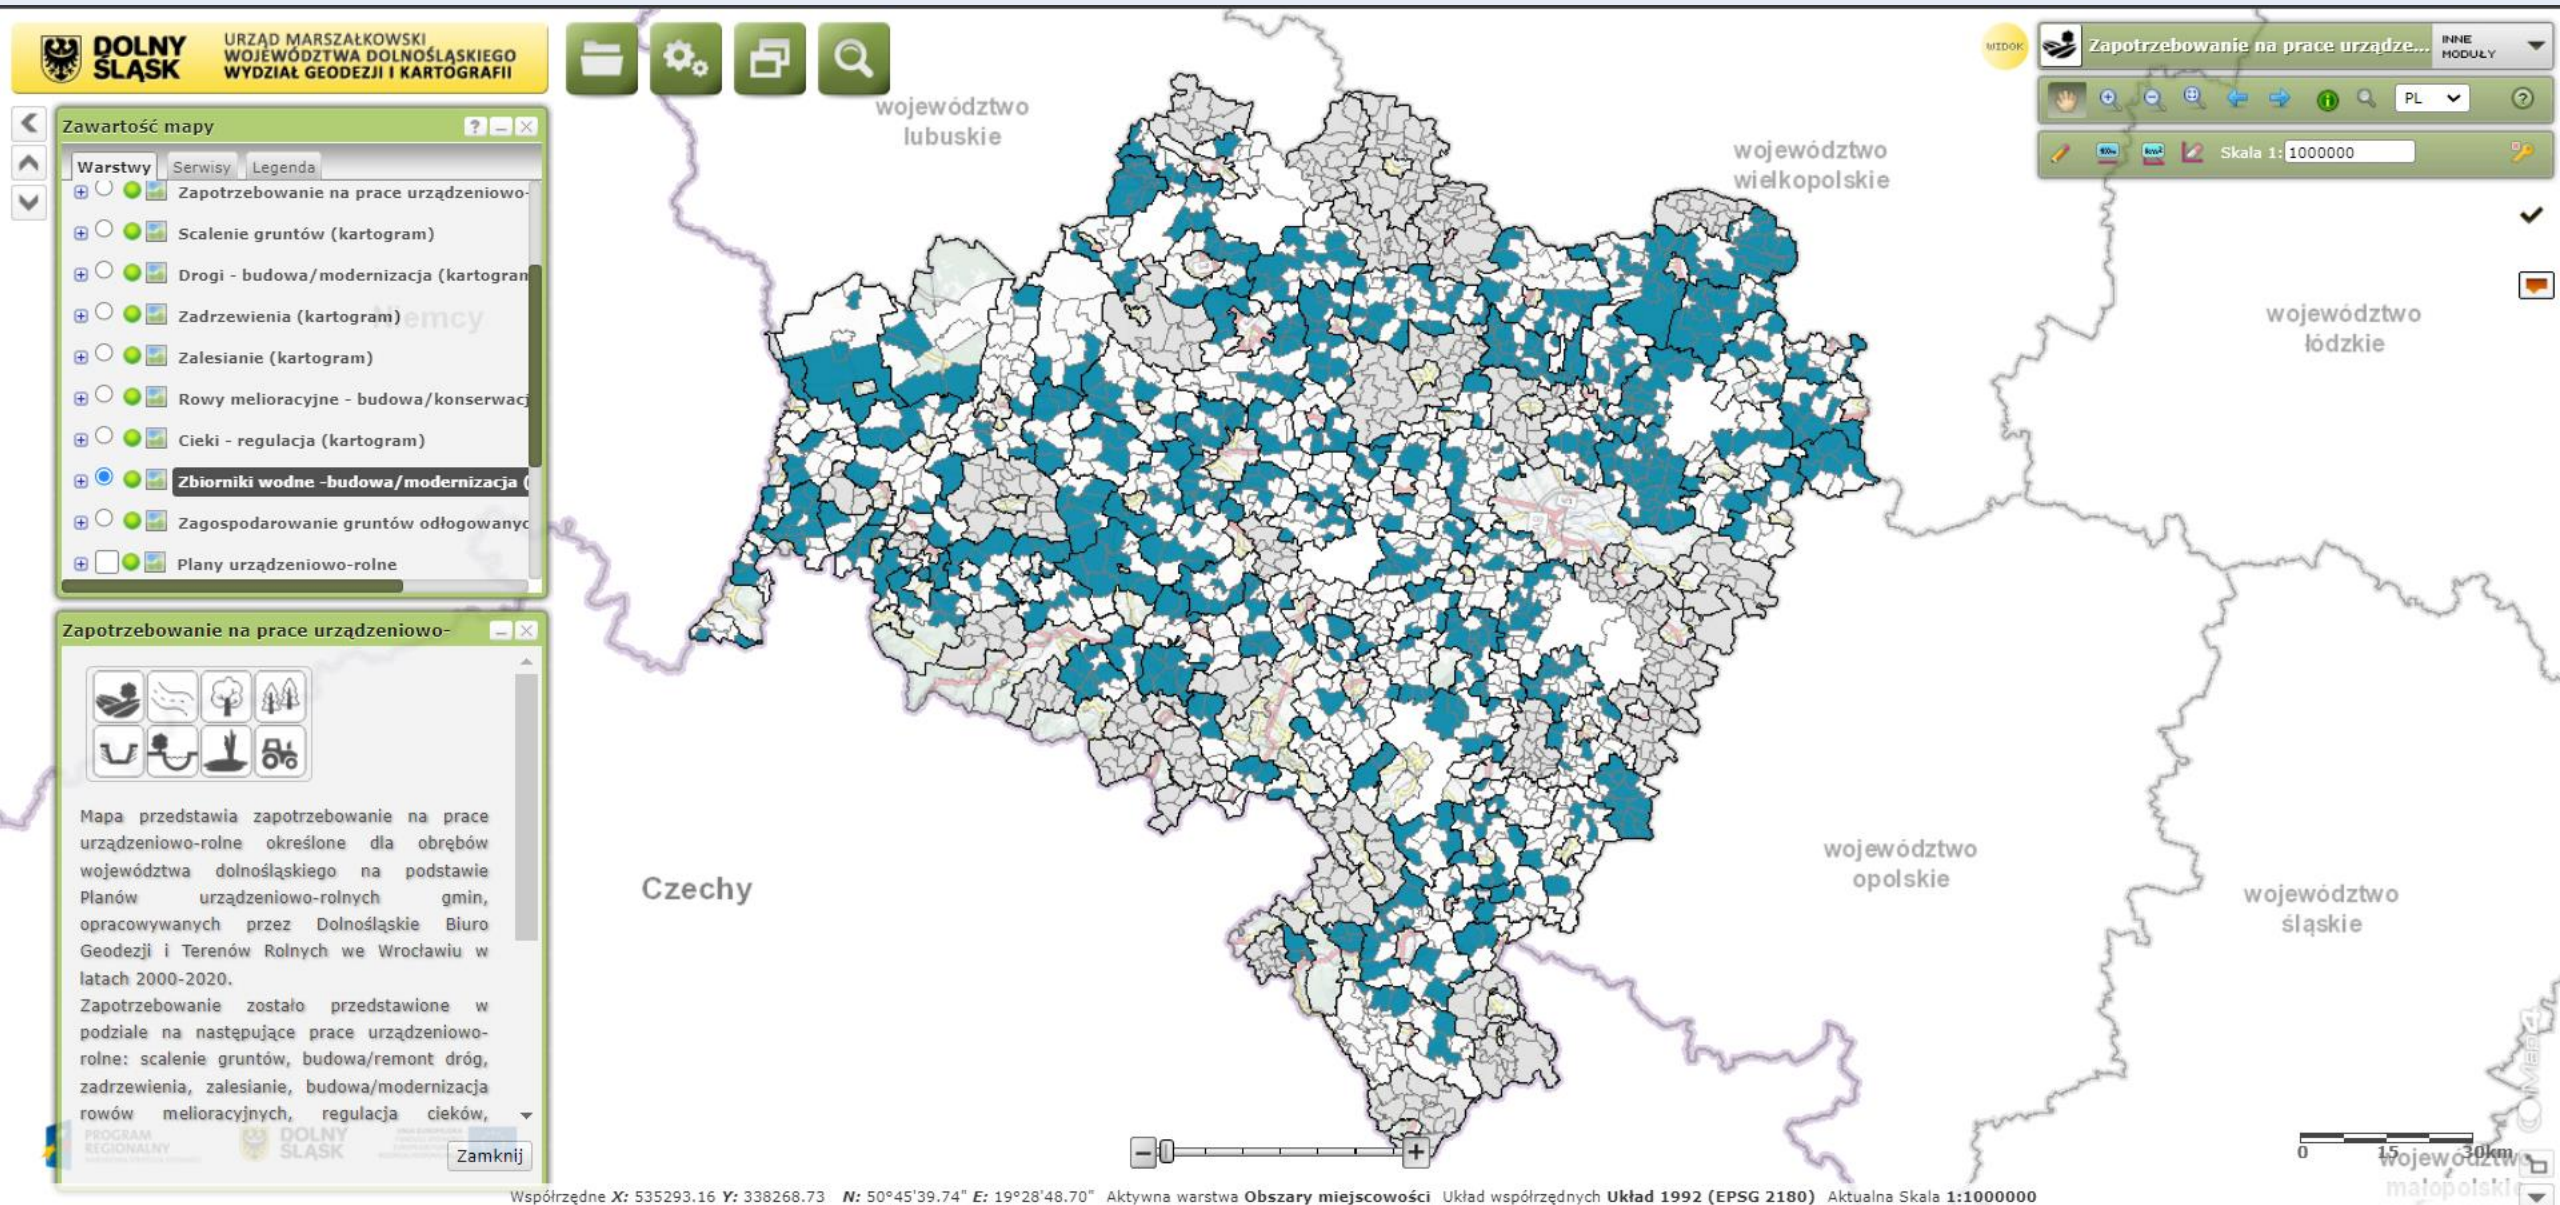 DOLNY
ŚLĄSK
URZĄD MARSZAŁKOWSKI
WOJEWÓDZTWA DOLNOŚLĄSKIEGO
WYDZIAŁ GEODEZJI I KARTOGRAFII
WIDOK
Zapotrzebowanie na prace urządze...
INNE
MODUŁY
PL
Skala 1: 1000000
Zawartość mapy
Warstwy
Serwisy
Legenda
Zapotrzebowanie na prace urządzeniowo-
Scalenie gruntów (kartogram)
Drogi - budowa/modernizacja (kartogram
Zadrzewienia (kartogram)
Zalesianie (kartogram)
Rowy melioracyjne - budowa/konserwacj
Cieki - regulacja (kartogram)
Zbiorniki wodne -budowa/modernizacja (
Zagospodarowanie gruntów odłogowanyc
Plany urządzeniowo-rolne
Zapotrzebowanie na prace urządzeniowo-
Mapa przedstawia zapotrzebowanie na prace
urządzeniowo-rolne określone dla obrębów
województwa dolnośląskiego na podstawie
Planów urządzeniowo-rolnych gmin,
opracowywanych przez Dolnośląskie Biuro
Geodezji i Terenów Rolnych we Wrocławiu w
latach 2000-2020.
Zapotrzebowanie zostało przedstawione w
podziale na następujące prace urządzeniowo-
rolne: scalenie gruntów, budowa/remont dróg,
zadrzewienia, zalesianie, budowa/modernizacja
rowów melioracyjnych, regulacja cieków,
PROGRAM
REGIONALNY
DOLNY
ŚLĄSK
Zamknij
województwo
lubuskie
województwo
wielkopolskie
województwo
łódzkie
Niemcy
Czechy
województwo
opolskie
województwo
śląskie
województwo
małopolskie
0 15 30km
Współrzędne X: 535293.16 Y: 338268.73 N: 50°45'39.74" E: 19°28'48.70" Aktywna warstwa Obszary miejscowości Układ współrzędnych Układ 1992 (EPSG 2180) Aktualna Skala 1:1000000